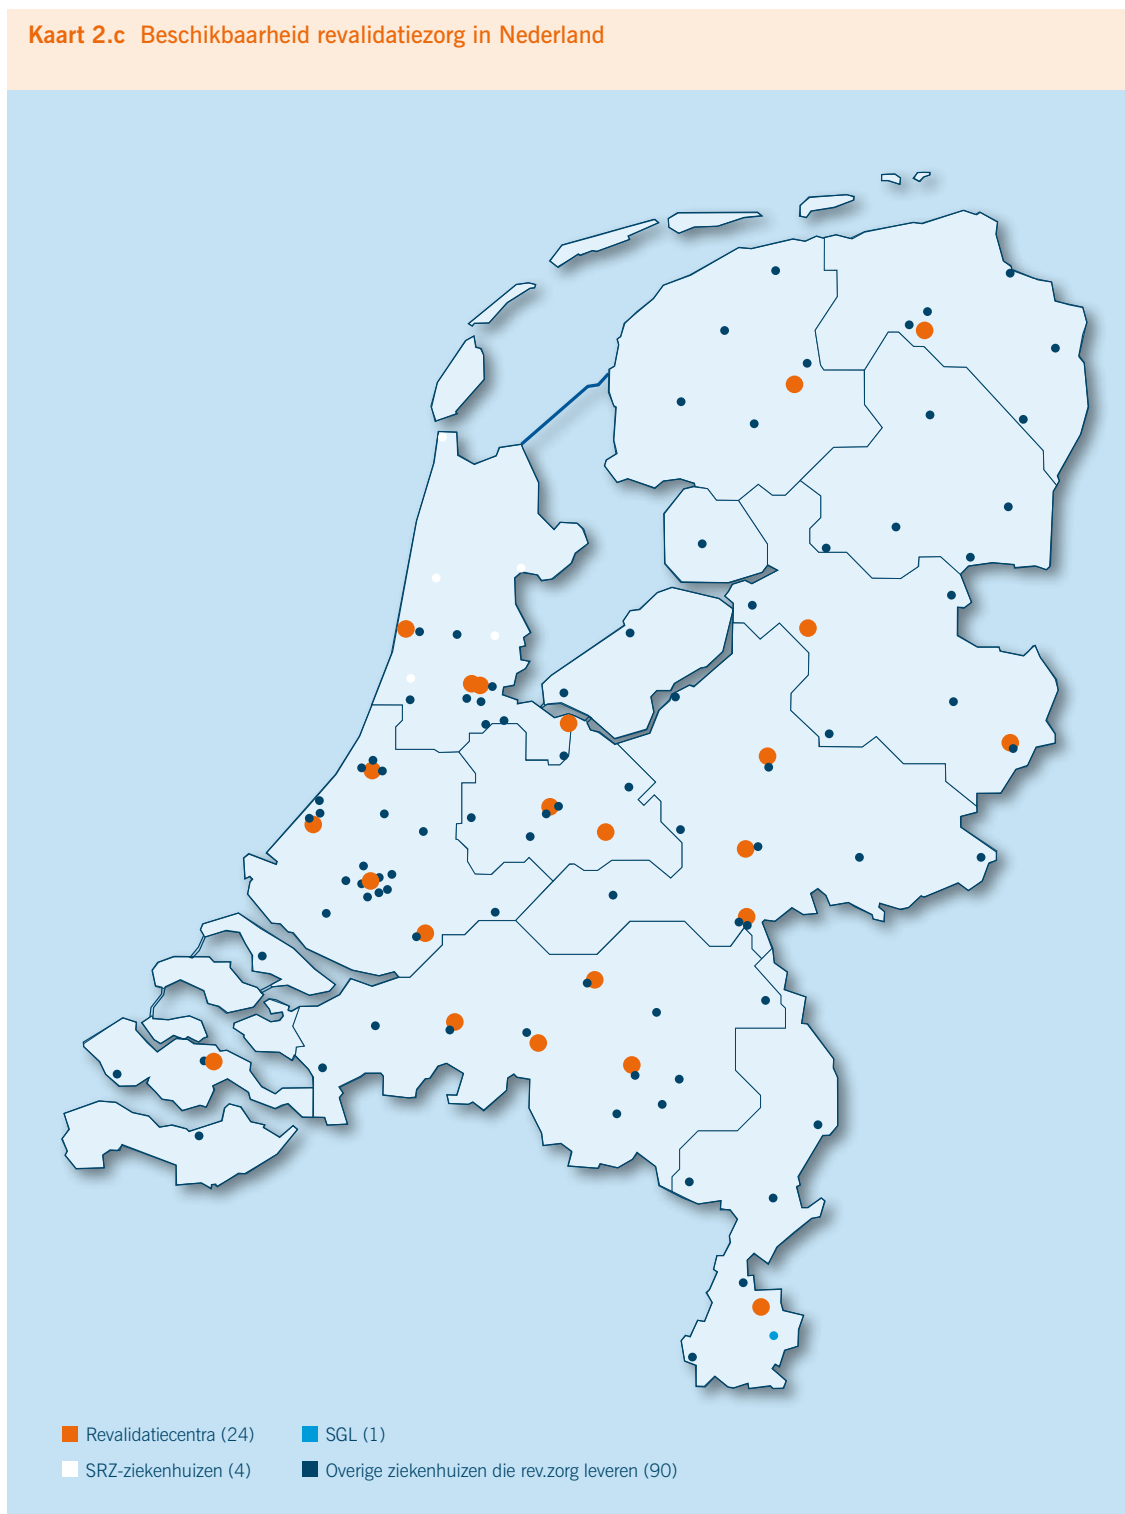 Kaart 2.c Beschikbaarheid revalidatiezorg in Nederland
Revalidatiecentra (24)
SGL (1)
SRZ-ziekenhuizen (4)
Overige ziekenhuizen die rev.zorg leveren (90)